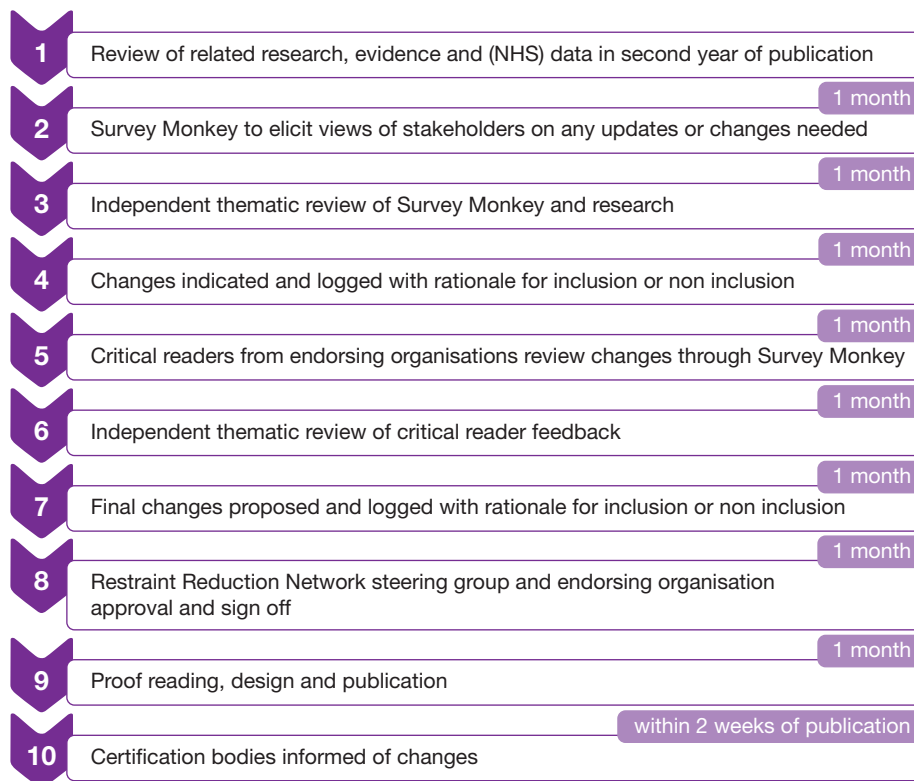 1
Review of related research, evidence and (NHS) data in second year of publication
1 month
2
Survey Monkey to elicit views of stakeholders on any updates or changes needed
1 month
3
Independent thematic review of Survey Monkey and research
1 month
4
Changes indicated and logged with rationale for inclusion or non inclusion
1 month
5
Critical readers from endorsing organisations review changes through Survey Monkey
1 month
6
Independent thematic review of critical reader feedback
1 month
7
Final changes proposed and logged with rationale for inclusion or non inclusion
1 month
8
Restraint Reduction Network steering group and endorsing organisation
approval and sign off
1 month
9
Proof reading, design and publication
within 2 weeks of publication
10
Certification bodies informed of changes